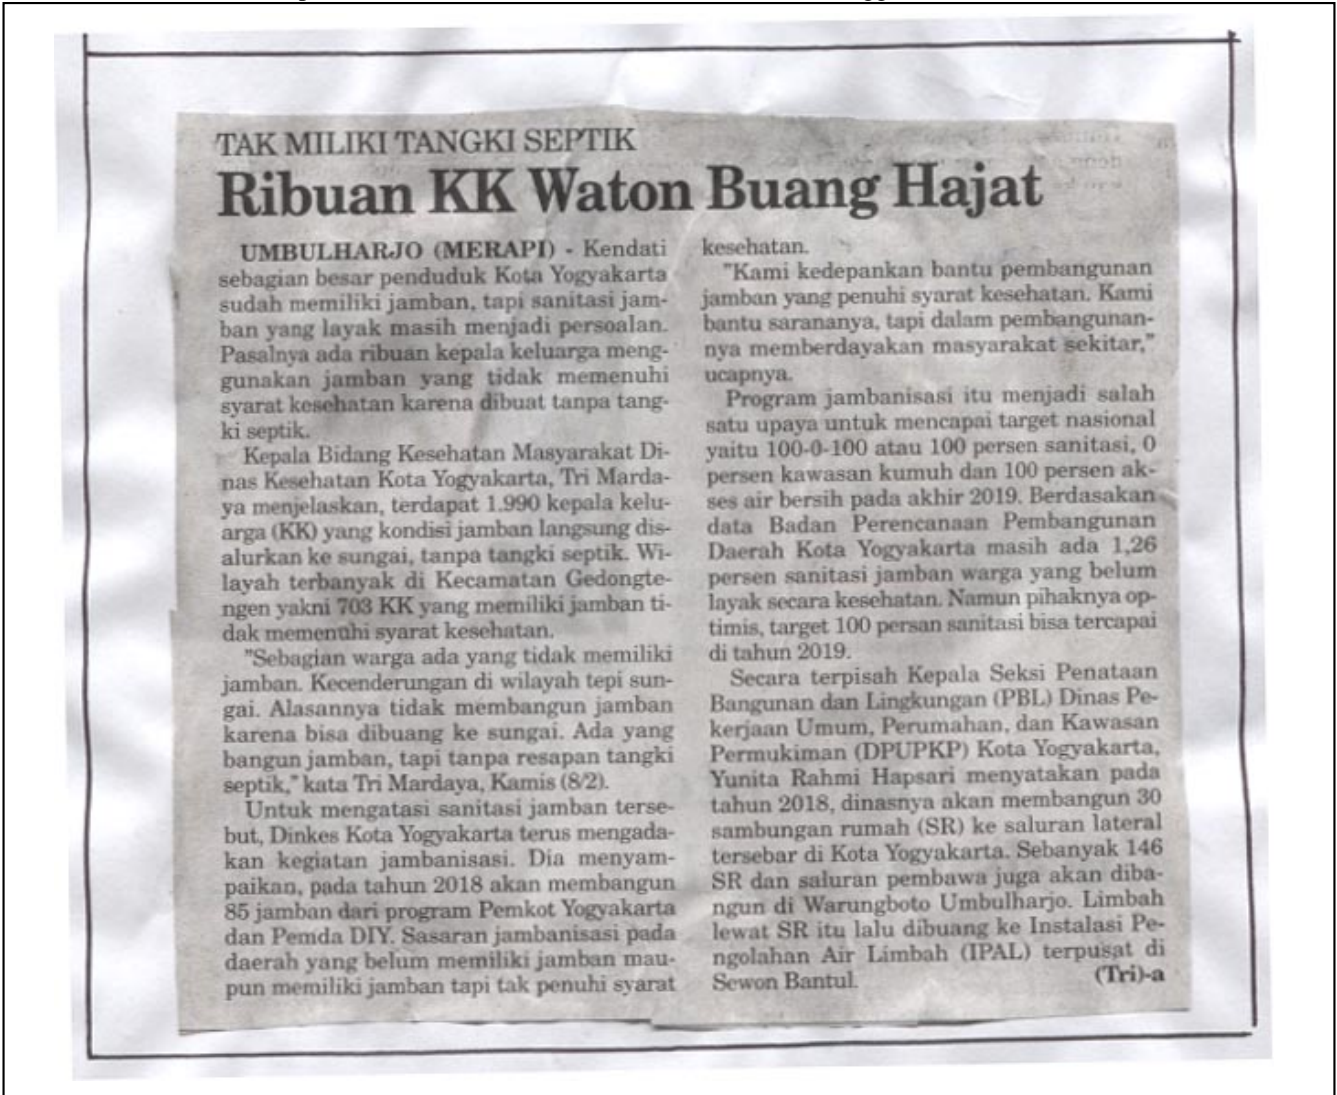 TAK MILIKI TANGKI SEPTIK
Ribuan KK Waton Buang Hajat
UMBULHARJO (MERAPI) - Kendati
sebagian besar penduduk Kota Yogyakarta
sudah memiliki jamban, tapi sanitasi jam-
ban yang layak masih menjadi persoalan.
Pasalnya ada ribuan kepala keluarga meng-
gunakan jamban yang tidak memenuhi
syarat kesehatan karena dibuat tanpa tang-
ki septik.
Kepala Bidang Kesehatan Masyarakat Di-
nas Kesehatan Kota Yogyakarta, Tri Marda-
ya menjelaskan, terdapat 1.990 kepala kelu-
arga (KK) yang kondisi jamban langsung dis-
alurkan ke sungai, tanpa tangki septik. Wi-
layah terbanyak di Kecamatan Gedongte-
ngen yakni 703 KK yang memiliki jamban ti-
dak memenuhi syarat kesehatan.
"Sebagian warga ada yang tidak memiliki
jamban. Kecenderungan di wilayah tepi sun-
gai. Alasannya tidak membangun jamban
karena bisa dibuang ke sungai. Ada yang
bangun jamban, tapi tanpa resapan tangki
septik," kata Tri Mardaya, Kamis (8/2).
Untuk mengatasi sanitasi jamban terse-
but, Dinkes Kota Yogyakarta terus mengada-
kan kegiatan jambanisasi. Dia menyam-
paikan, pada tahun 2018 akan membangun
85 jamban dari program Pemkot Yogyakarta
dan Pemda DIY. Sasaran jambanisasi pada
daerah yang belum memiliki jamban mau-
pun memiliki jamban tapi tak penuhi syarat
kesehatan.
"Kami kedepankan bantu pembangunan
jamban yang penuhi syarat kesehatan. Kami
bantu sarananya, tapi dalam pembangunan-
nya memberdayakan masyarakat sekitar,"
ucapnya.
Program jambanisasi itu menjadi salah
satu upaya untuk mencapai target nasional
yaitu 100-0-100 atau 100 persen sanitasi, 0
persen kawasan kumuh dan 100 persen ak-
ses air bersih pada akhir 2019. Berdasakan
data Badan Perencanaan Pembangunan
Daerah Kota Yogyakarta masih ada 1,26
persen sanitasi jamban warga yang belum
layak secara kesehatan. Namun pihaknya op-
timis, target 100 persan sanitasi bisa tercapai
di tahun 2019.
Secara terpisah Kepala Seksi Penataan
Bangunan dan Lingkungan (PBL) Dinas Pe-
kerjaan Umum, Perumahan, dan Kawasan
Permukiman (DPUPKP) Kota Yogyakarta,
Yunita Rahmi Hapsari menyatakan pada
tahun 2018, dinasnya akan membangun 30
sambungan rumah (SR) ke saluran lateral
tersebar di Kota Yogyakarta. Sebanyak 146
SR dan saluran pembawa juga akan diba-
ngun di Warungboto Umbulharjo. Limbah
lewat SR itu lalu dibuang ke Instalasi Pe-
ngolahan Air Limbah (IPAL) terpusat di
Sewon Bantul. (Tri)-a